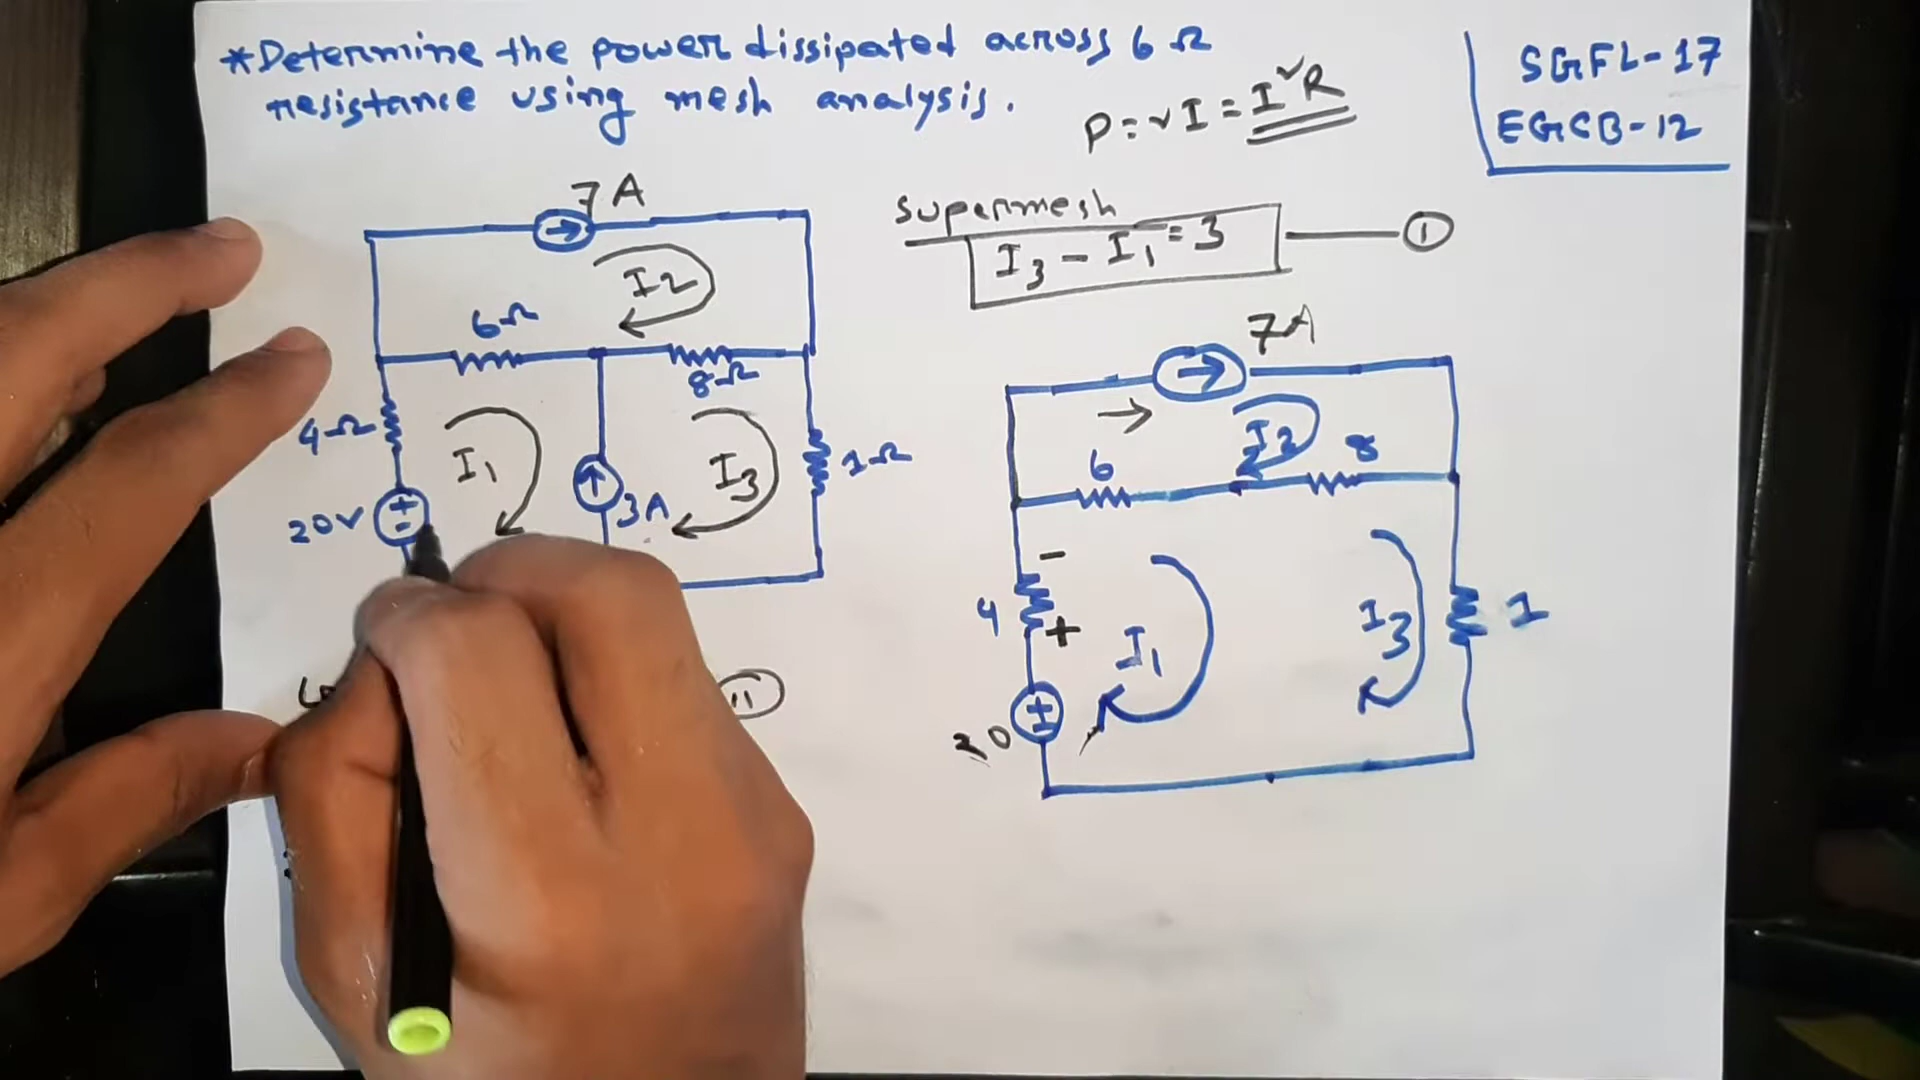 *Determine the power dissipated across 6 Ω
resistance using mesh analysis.
P = VI = I²R
SGFL-17
EGCB-12
7 A
I2
6Ω
8Ω
4Ω
I₁
I₃
1Ω
20V
+
-
3A
11
supermesh
I₃ - I₁ = 3
1
7A
I2
6
8
-
4
+
I₁
I3
1
20
+